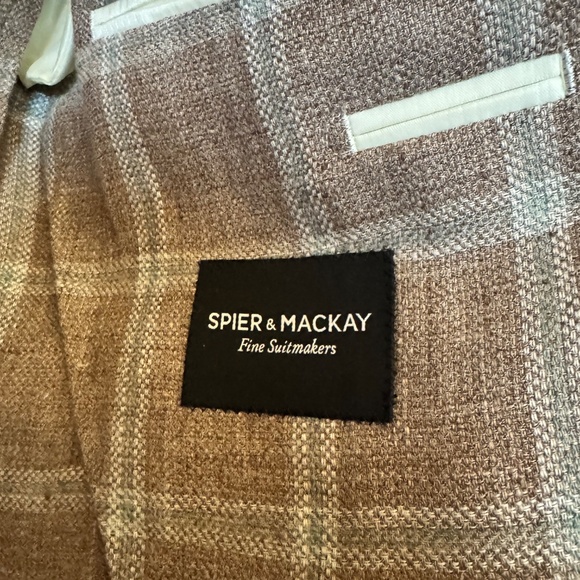 SPIER & MACKAY
Fine Suitmakers